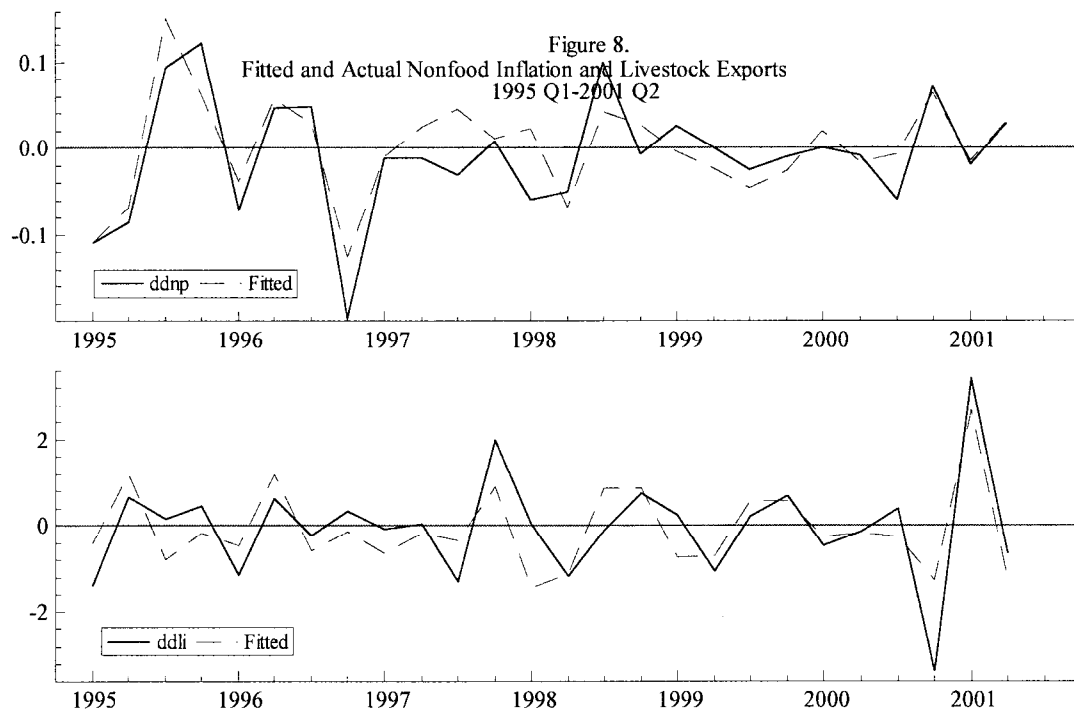 Figure 8.
Fitted and Actual Nonfood Inflation and Livestock Exports
1995 Q1-2001 Q2
0.1
0.0
-0.1
ddnp Fitted
1995 1996 1997 1998 1999 2000 2001
2
0
-2
ddli Fitted
1995 1996 1997 1998 1999 2000 2001